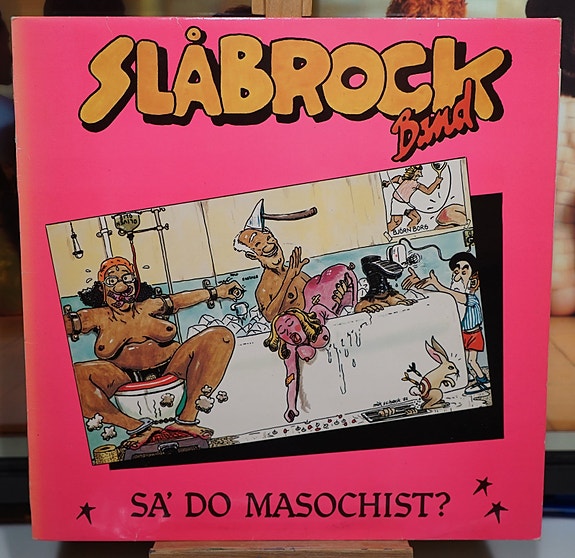 SLÅBROCK
Band
BJÖRN BORG
SA' DO MASOCHIST?